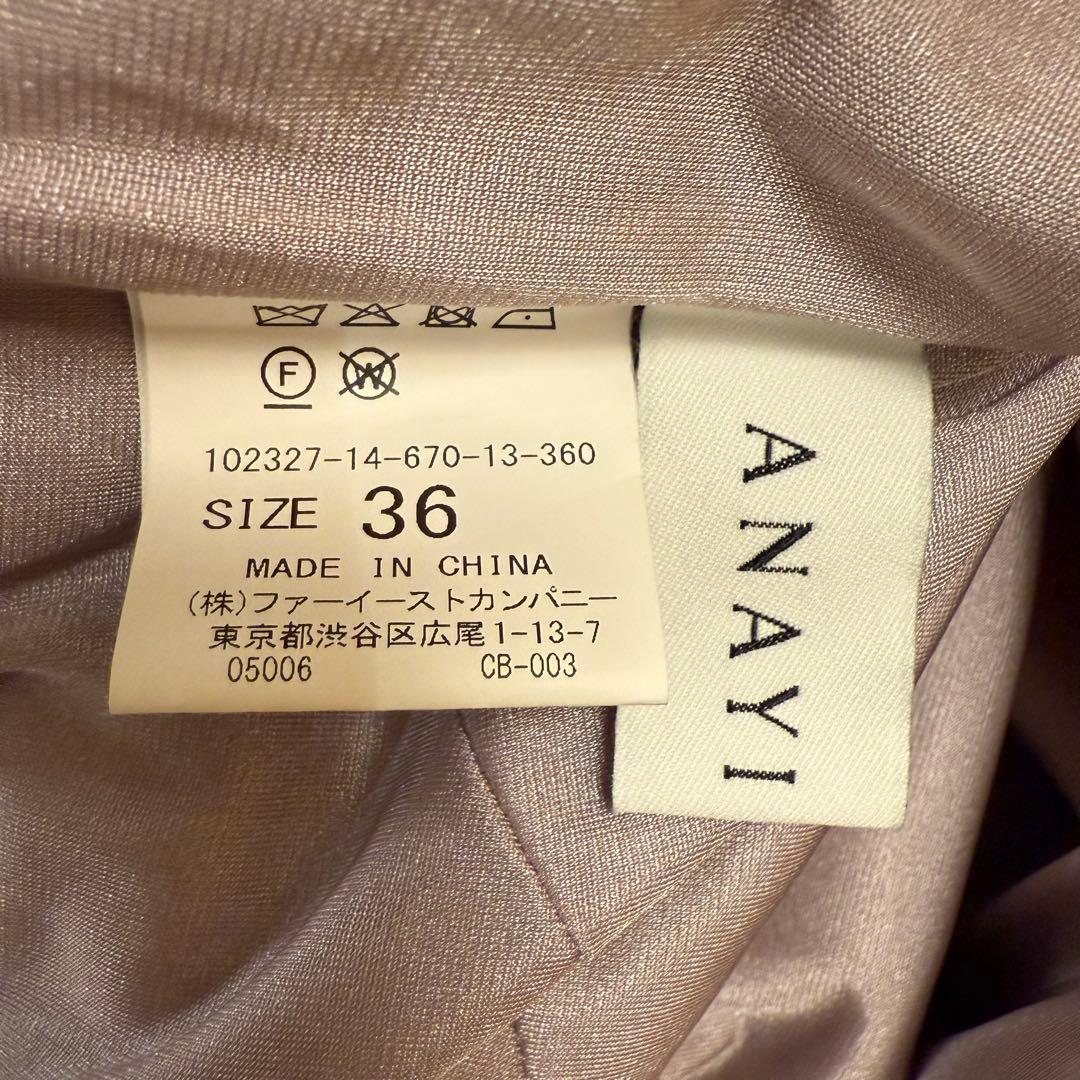 F
W
102327-14-670-13-360
SIZE 36
MADE IN CHINA
(株)ファーイーストカンパニー
東京都渋谷区広尾1-13-7
05006 CB-003
ANAYI